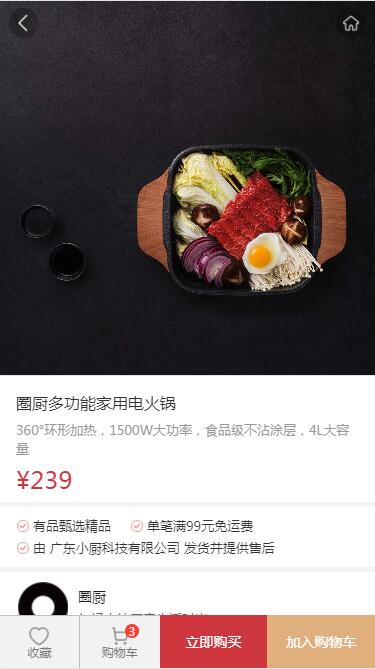 圈厨多功能家用电火锅
360°环形加热，1500W大功率，食品级不沾涂层，4L大容
量
¥239
有品甄选精品 单笔满99元免运费
由 广东小厨科技有限公司 发货并提供售后
圈厨
收藏
3
购物车
立即购买
加入购物车